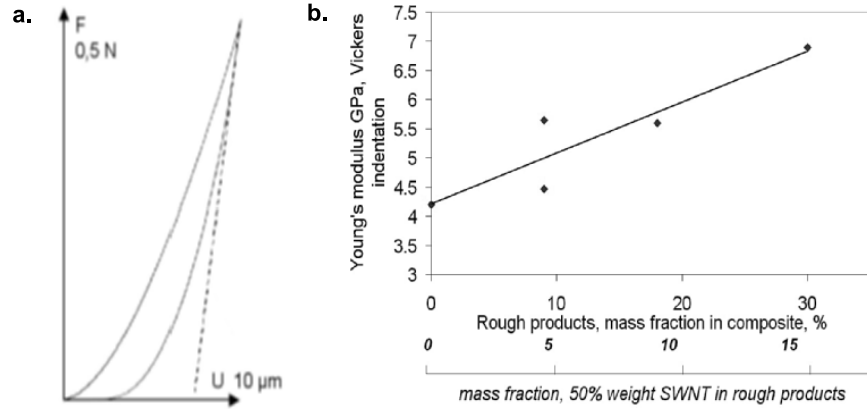 a.
F
0,5 N
U 10 µm
b.
Young's modulus GPa, Vickers
indentation
7.5
7
6.5
6
5.5
5
4.5
4
3.5
3
0 10 20 30
Rough products, mass fraction in composite, %
0 5 10 15
mass fraction, 50% weight SWNT in rough products